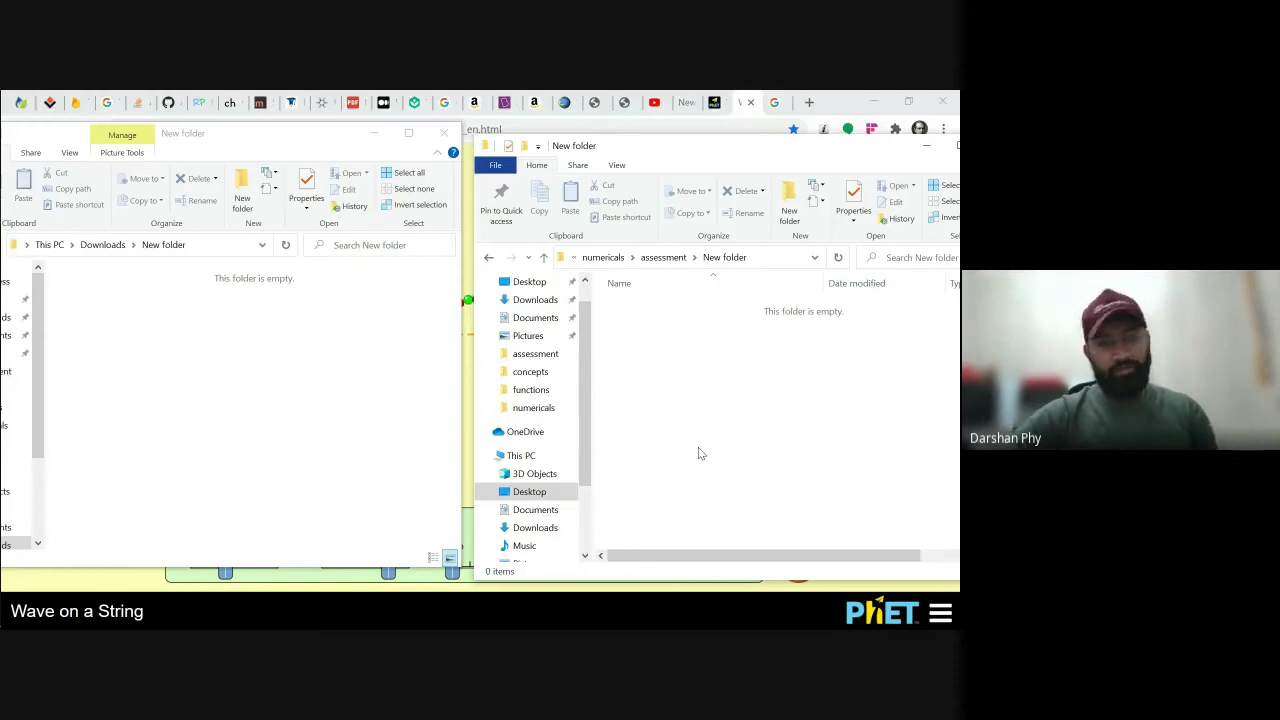 ch
New
_en.html
Manage
New folder
Share
View
Picture Tools
Paste
Cut
Copy path
Paste shortcut
Clipboard
Move to
Copy to
Delete
Rename
Organize
New
folder
New
Properties
Open
Edit
History
Open
Select all
Select none
Invert selection
Select
This PC
Downloads
New folder
Search New folder
This folder is empty.
New folder
File
Home
Share
View
Pin to Quick
access
Copy
Paste
Cut
Copy path
Paste shortcut
Clipboard
Move to
Copy to
Delete
Rename
Organize
New
folder
New
Properties
Open
Edit
History
Open
« numericals
assessment
New folder
Search New folder
Name
Date modified
This folder is empty.
Desktop
Downloads
Documents
Pictures
assessment
concepts
functions
numericals
OneDrive
This PC
3D Objects
Desktop
Documents
Downloads
Music
0 items
Wave on a String
PhET
Darshan Phy